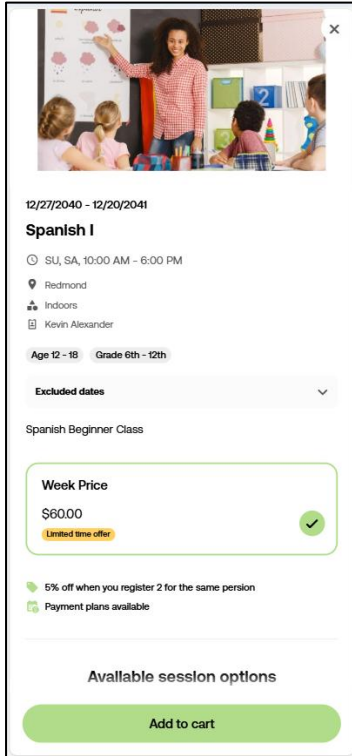 2
12/27/2040 - 12/20/2041
Spanish I
SU, SA, 10:00 AM - 6:00 PM
Redmond
Indoors
Kevin Alexander
Age 12 - 18 Grade 6th - 12th
Excluded dates
Spanish Beginner Class
Week Price
$60.00
Limited time offer
5% off when you register 2 for the same persion
Payment plans available
Available session options
Add to cart